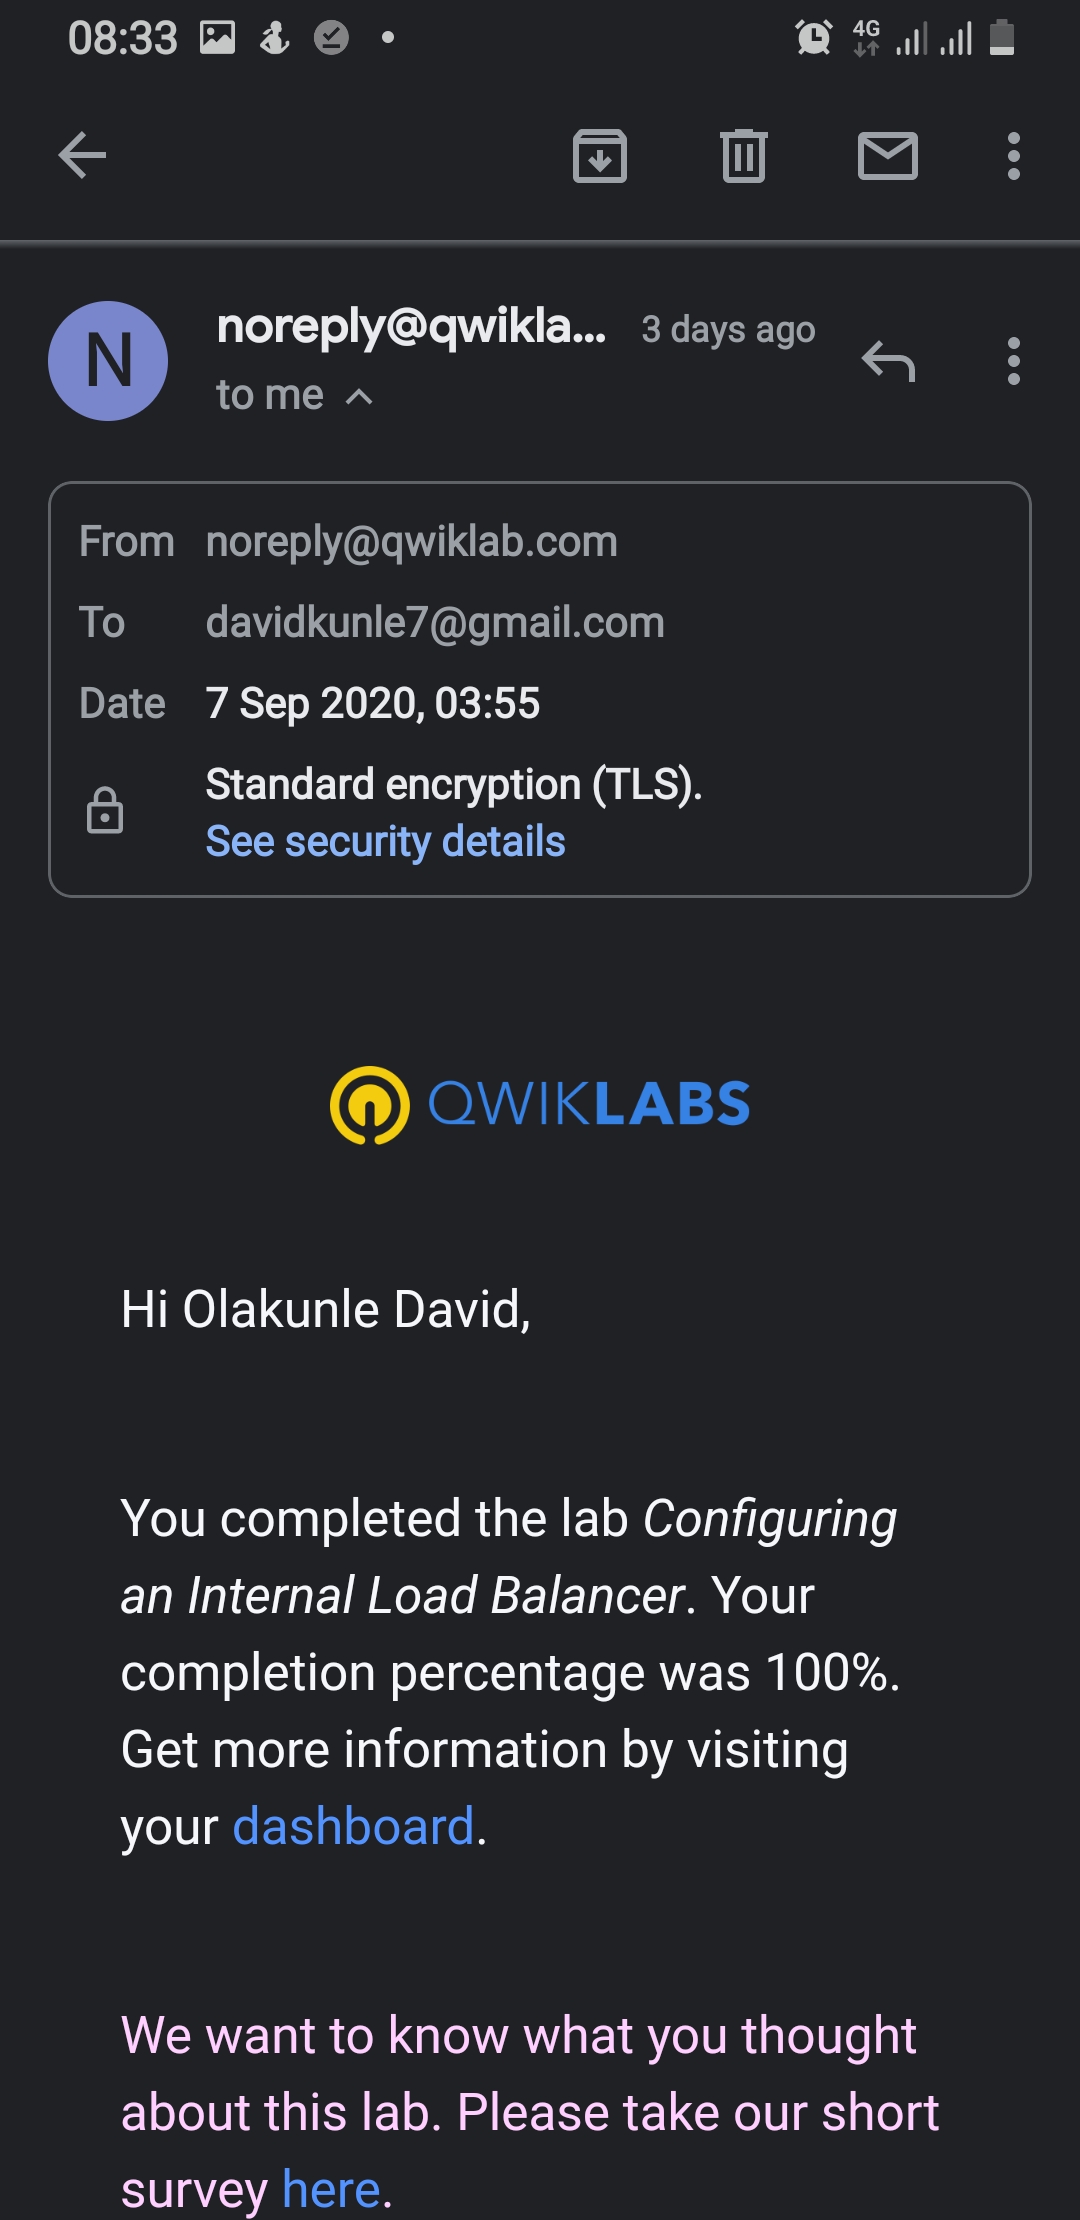 08:33
4G
N
noreply@qwikla... 3 days ago
to me
From noreply@qwiklab.com
To davidkunle7@gmail.com
Date 7 Sep 2020, 03:55
Standard encryption (TLS).
See security details
QWIKLABS
Hi Olakunle David,
You completed the lab Configuring
an Internal Load Balancer. Your
completion percentage was 100%.
Get more information by visiting
your dashboard.
We want to know what you thought
about this lab. Please take our short
survey here.